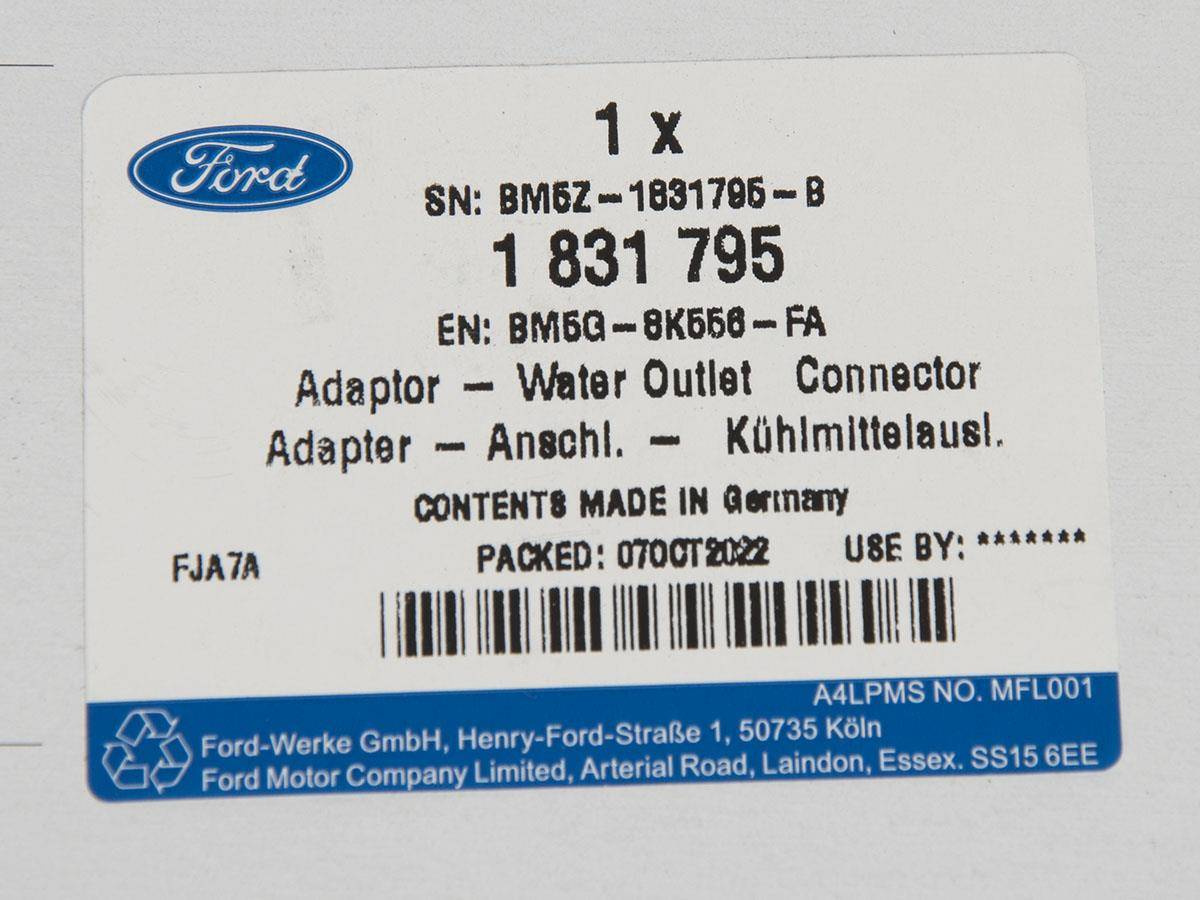 Ford
1 x
SN: BM5Z-1831795-B
1 831 795
EN: BM5G-8K556-FA
Adaptor - Water Outlet Connector
Adapter - Anschl. - Kühlmittelausl.
CONTENTS MADE IN Germany
FJA7A PACKED: 07OCT2022 USE BY: *******
A4LPMS NO. MFL001
Ford-Werke GmbH, Henry-Ford-Straße 1, 50735 Köln
Ford Motor Company Limited, Arterial Road, Laindon, Essex. SS15 6EE